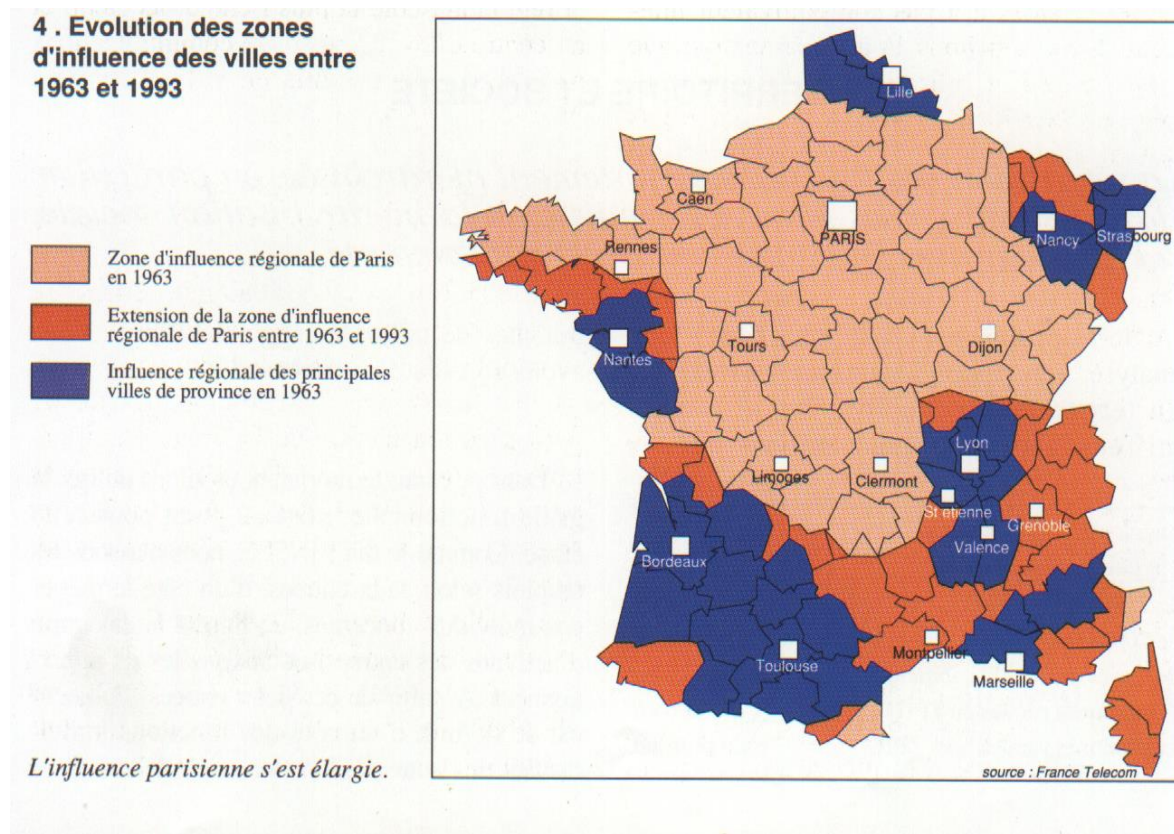 4 . Evolution des zones
d'influence des villes entre
1963 et 1993
Zone d'influence régionale de Paris
en 1963
Extension de la zone d'influence
régionale de Paris entre 1963 et 1993
Influence régionale des principales
villes de province en 1963
L'influence parisienne s'est élargie.
Lille
Caen
PARIS
Nancy
Strasbourg
Rennes
Nantes
Tours
Dijon
Lyon
Limoges
Clermont
St etienne
Grenoble
Valence
Bordeaux
Toulouse
Montpellier
Marseille
source : France Telecom